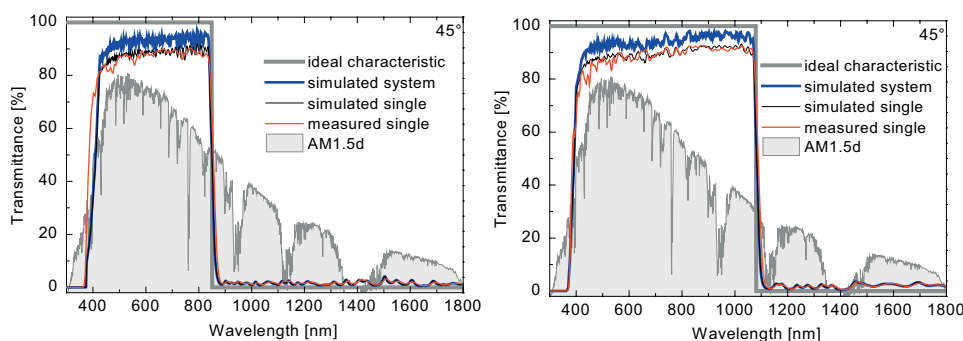 100
80
60
40
20
0
Transmittance [%]
45°
ideal characteristic
simulated system
simulated single
measured single
AM1.5d
400 600 800 1000 1200 1400 1600 1800
Wavelength [nm]
100
80
60
40
20
0
Transmittance [%]
45°
ideal characteristic
simulated system
simulated single
measured single
AM1.5d
400 600 800 1000 1200 1400 1600 1800
Wavelength [nm]